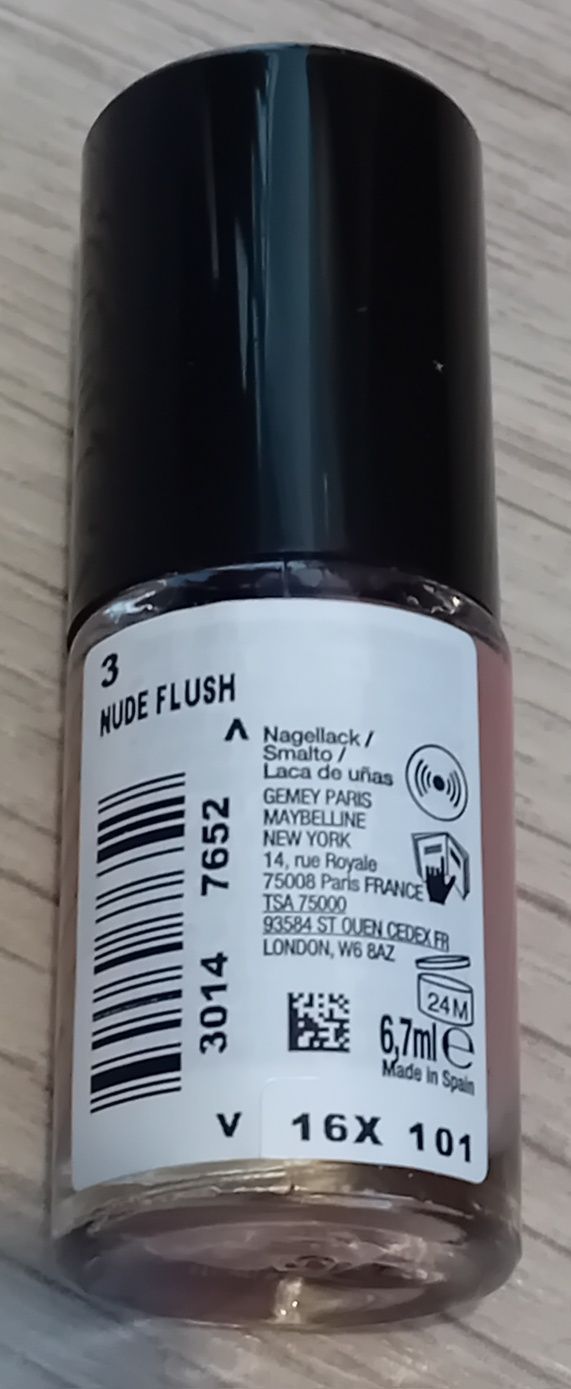 3
NUDE FLUSH
Nagellack /
Smalto /
Laca de uñas
GEMEY PARIS
MAYBELLINE
NEW YORK
14, rue Royale
75008 Paris FRANCE
TSA 75000
93584 ST OUEN CEDEX FR
LONDON, W6 8AZ
3014 7652
24M
6,7ml e
Made in Spain
16X 101